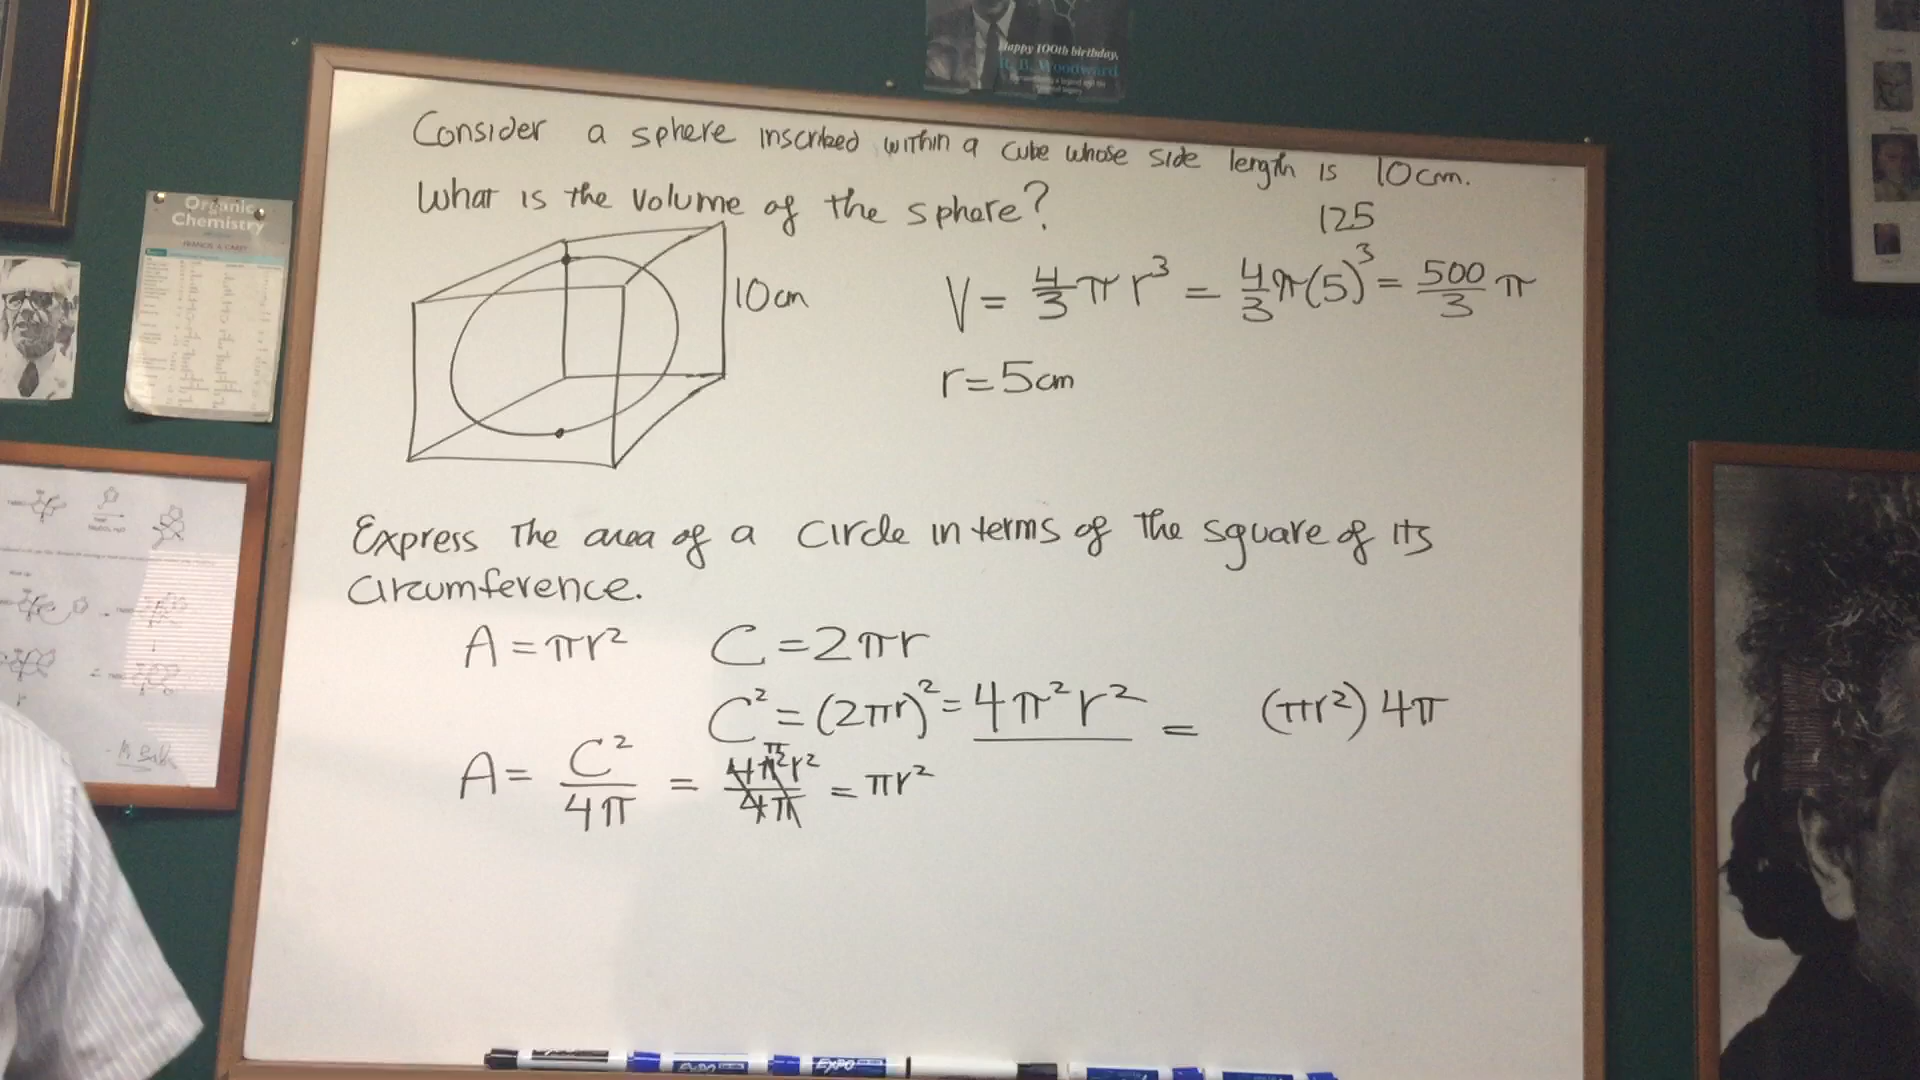 Happy 100th birthday,
R. B. Woodward
Consider a sphere inscribed within a cube whose side length is 10cm.
What is the volume of the sphere?
125
10cm
V = 4/3 π r³ = 4/3 π(5)³ = 500/3 π
r = 5cm
Organic
Chemistry
FRANCIS A. CAREY
Express the area of a circle in terms of the square of its
circumference.
A = πr² C = 2πr
C² = (2πr)² = 4π²r² = (πr²) 4π
A = C²/4π = 4π²r²/4π = πr²
π
EXPO
EXPO